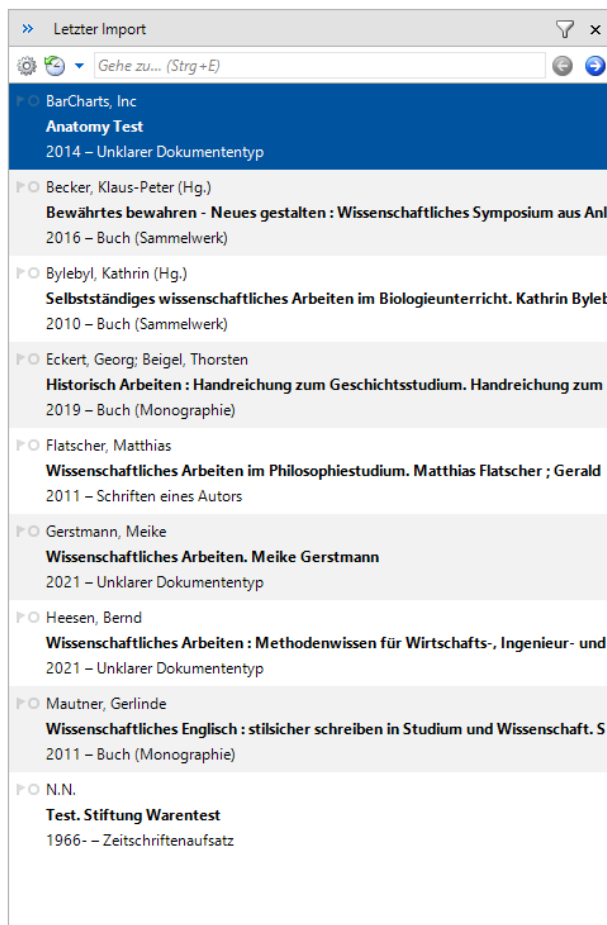 Letzter Import
Gehe zu... (Strg+E)
BarCharts, Inc
Anatomy Test
2014 – Unklarer Dokumententyp
Becker, Klaus-Peter (Hg.)
Bewährtes bewahren - Neues gestalten : Wissenschaftliches Symposium aus Anl
2016 – Buch (Sammelwerk)
Bylebyl, Kathrin (Hg.)
Selbstständiges wissenschaftliches Arbeiten im Biologieunterricht. Kathrin Byleb
2010 – Buch (Sammelwerk)
Eckert, Georg; Beigel, Thorsten
Historisch Arbeiten : Handreichung zum Geschichtsstudium. Handreichung zum
2019 – Buch (Monographie)
Flatscher, Matthias
Wissenschaftliches Arbeiten im Philosophiestudium. Matthias Flatscher ; Gerald
2011 – Schriften eines Autors
Gerstmann, Meike
Wissenschaftliches Arbeiten. Meike Gerstmann
2021 – Unklarer Dokumententyp
Heesen, Bernd
Wissenschaftliches Arbeiten : Methodenwissen für Wirtschafts-, Ingenieur- und
2021 – Unklarer Dokumententyp
Mautner, Gerlinde
Wissenschaftliches Englisch : stilsicher schreiben in Studium und Wissenschaft. S
2011 – Buch (Monographie)
N.N.
Test. Stiftung Warentest
1966- – Zeitschriftenaufsatz